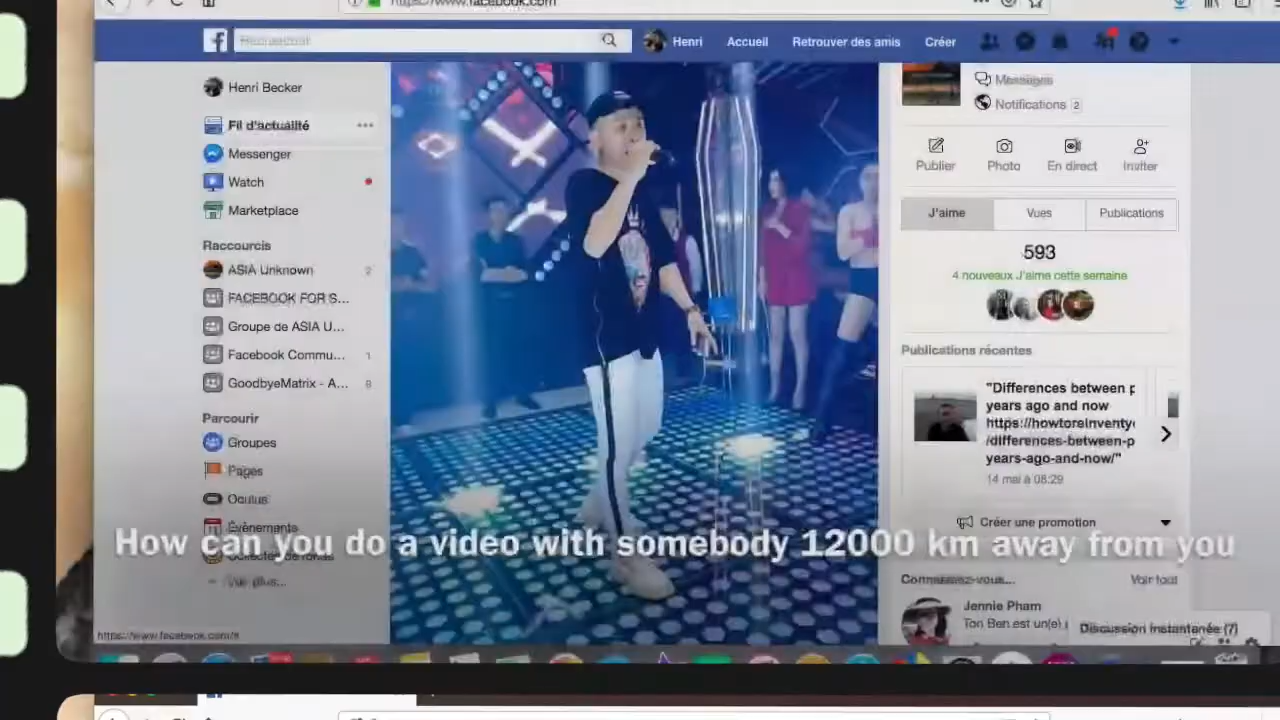 https://www.facebook.com
Rechercher
Henri
Accueil
Retrouver des amis
Créer
Henri Becker
Fil d'actualité
Messenger
Watch
Marketplace
Raccourcis
ASIA Unknown 2
FACEBOOK FOR S...
Groupe de ASIA U...
Facebook Commu... 1
GoodbyeMatrix - A... 8
Parcourir
Groupes
Pages
Oculus
Évènements
Voir plus...
https://www.facebook.com/#
Messages
Notifications 2
Publier
Photo
En direct
Inviter
J'aime
Vues
Publications
593
4 nouveaux J'aime cette semaine
Publications récentes
"Differences between p
years ago and now
https://howtoreinventyo
/differences-between-p
years-ago-and-now/"
14 mai à 08:29
Créer une promotion
How can you do a video with somebody 12000 km away from you
Connaissez-vous...
Voir tout
Jennie Pham
Ton Ben est un(e)
Discussion instantanée (7)